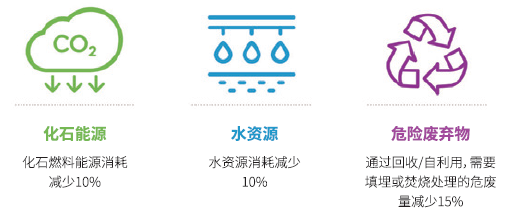 CO₂
化石能源
化石燃料能源消耗
减少10%
水资源
水资源消耗减少
10%
危险废弃物
通过回收/自利用，需要
填埋或焚烧处理的危废
量减少15%